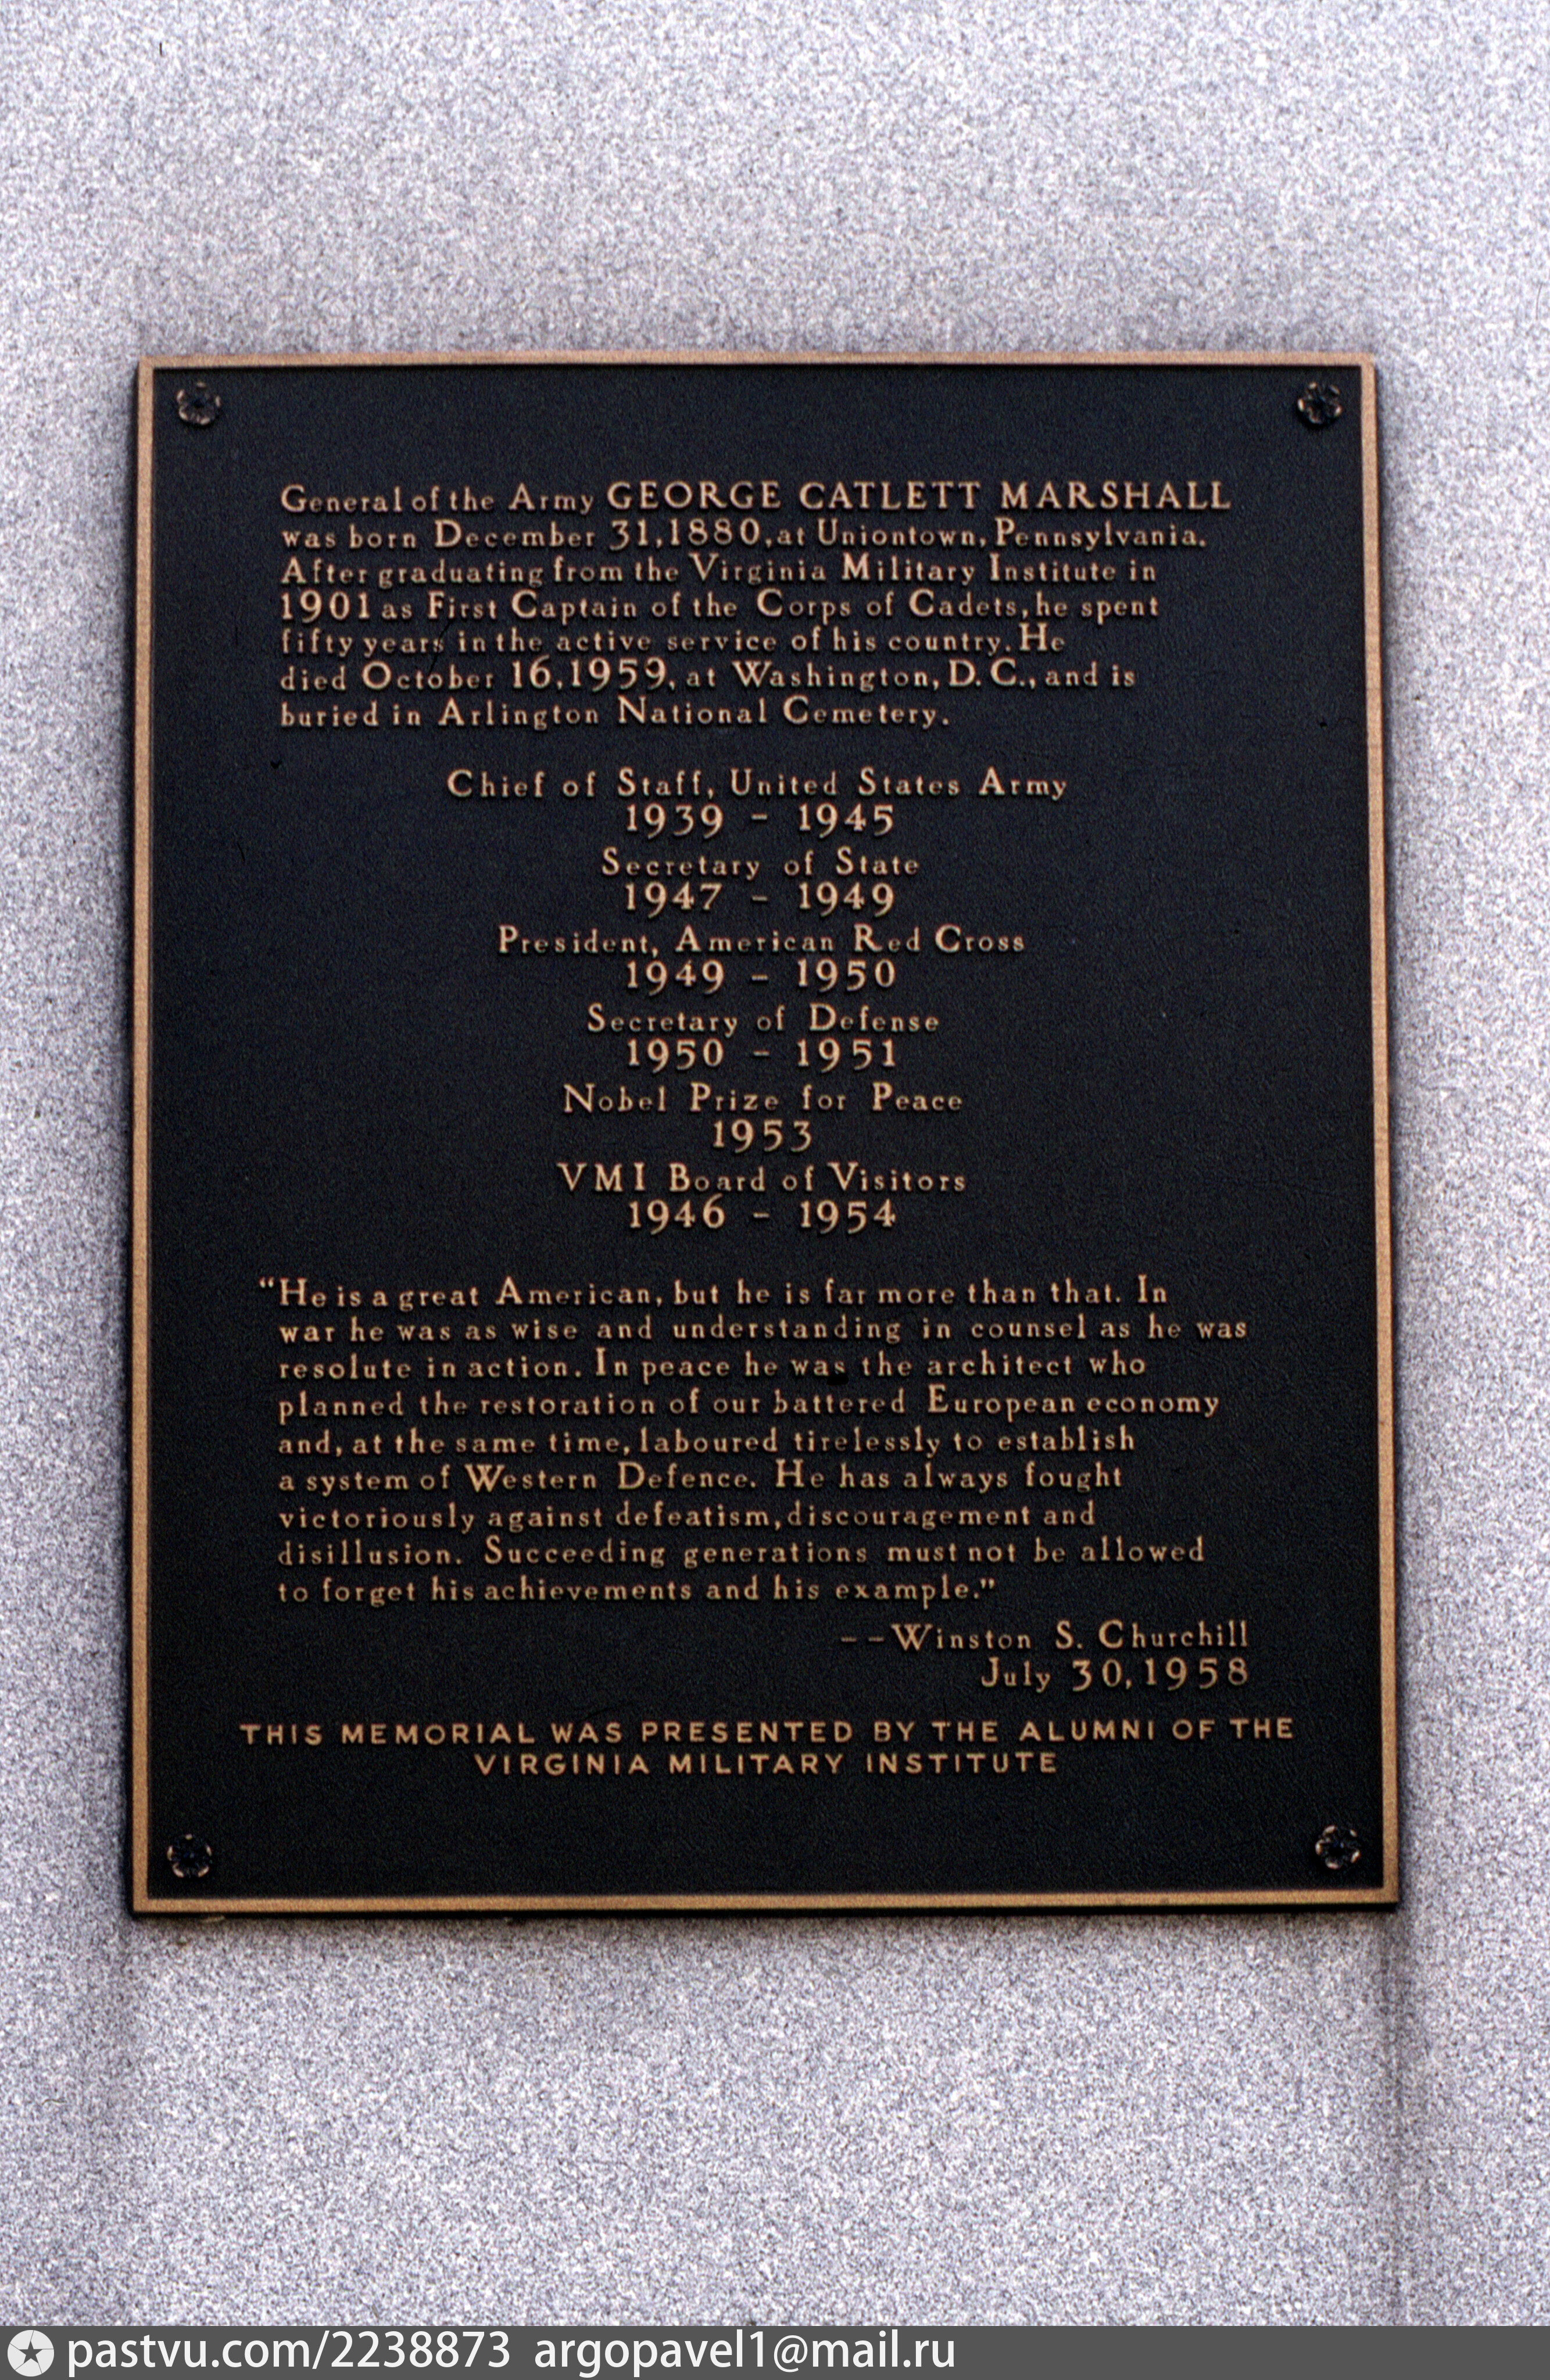 General of the Army GEORGE CATLETT MARSHALL
was born December 31, 1880, at Uniontown, Pennsylvania.
After graduating from the Virginia Military Institute in
1901 as First Captain of the Corps of Cadets, he spent
fifty years in the active service of his country. He
died October 16, 1959, at Washington, D.C., and is
buried in Arlington National Cemetery.
Chief of Staff, United States Army
1939 - 1945
Secretary of State
1947 - 1949
President, American Red Cross
1949 - 1950
Secretary of Defense
1950 - 1951
Nobel Prize for Peace
1953
VMI Board of Visitors
1946 - 1954
"He is a great American, but he is far more than that. In
war he was as wise and understanding in counsel as he was
resolute in action. In peace he was the architect who
planned the restoration of our battered European economy
and, at the same time, laboured tirelessly to establish
a system of Western Defence. He has always fought
victoriously against defeatism, discouragement and
disillusion. Succeeding generations must not be allowed
to forget his achievements and his example."
--Winston S. Churchill
July 30, 1958
THIS MEMORIAL WAS PRESENTED BY THE ALUMNI OF THE
VIRGINIA MILITARY INSTITUTE
pastvu.com/2238873 argopavel1@mail.ru